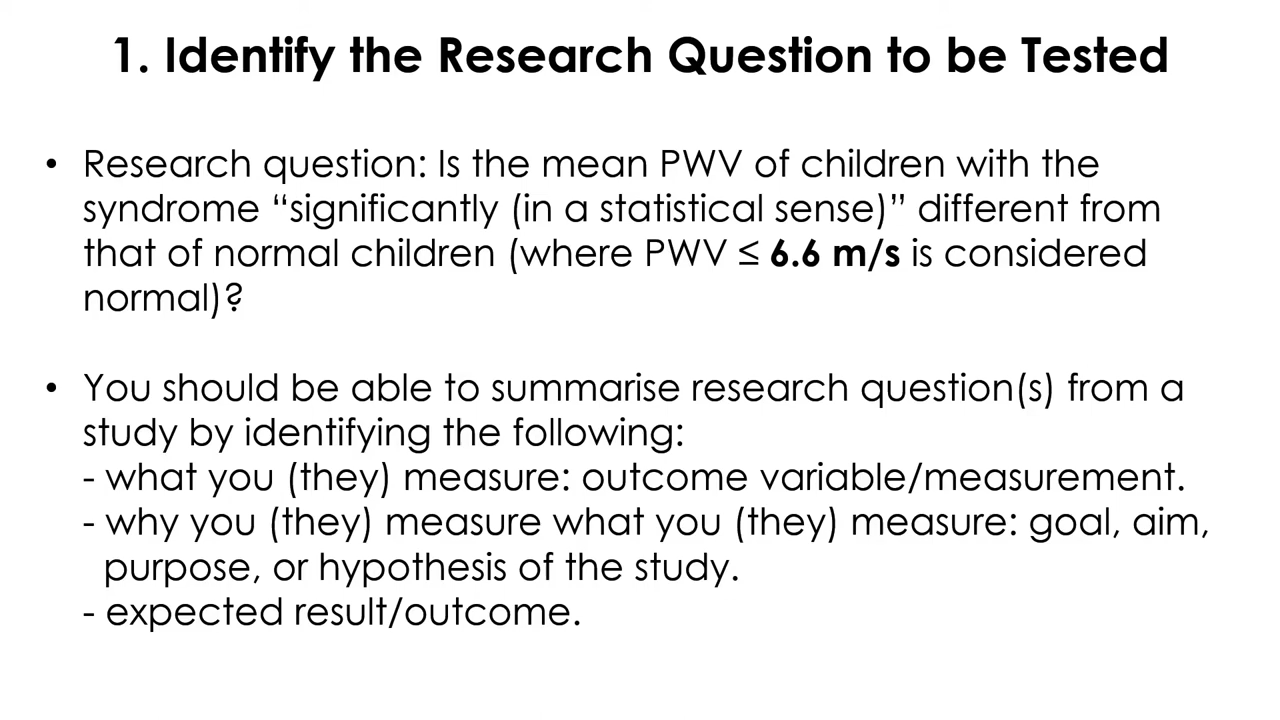 1. Identify the Research Question to be Tested
• Research question: Is the mean PWV of children with the
syndrome “significantly (in a statistical sense)” different from
that of normal children (where PWV ≤ 6.6 m/s is considered
normal)?
• You should be able to summarise research question(s) from a
study by identifying the following:
- what you (they) measure: outcome variable/measurement.
- why you (they) measure what you (they) measure: goal, aim,
purpose, or hypothesis of the study.
- expected result/outcome.